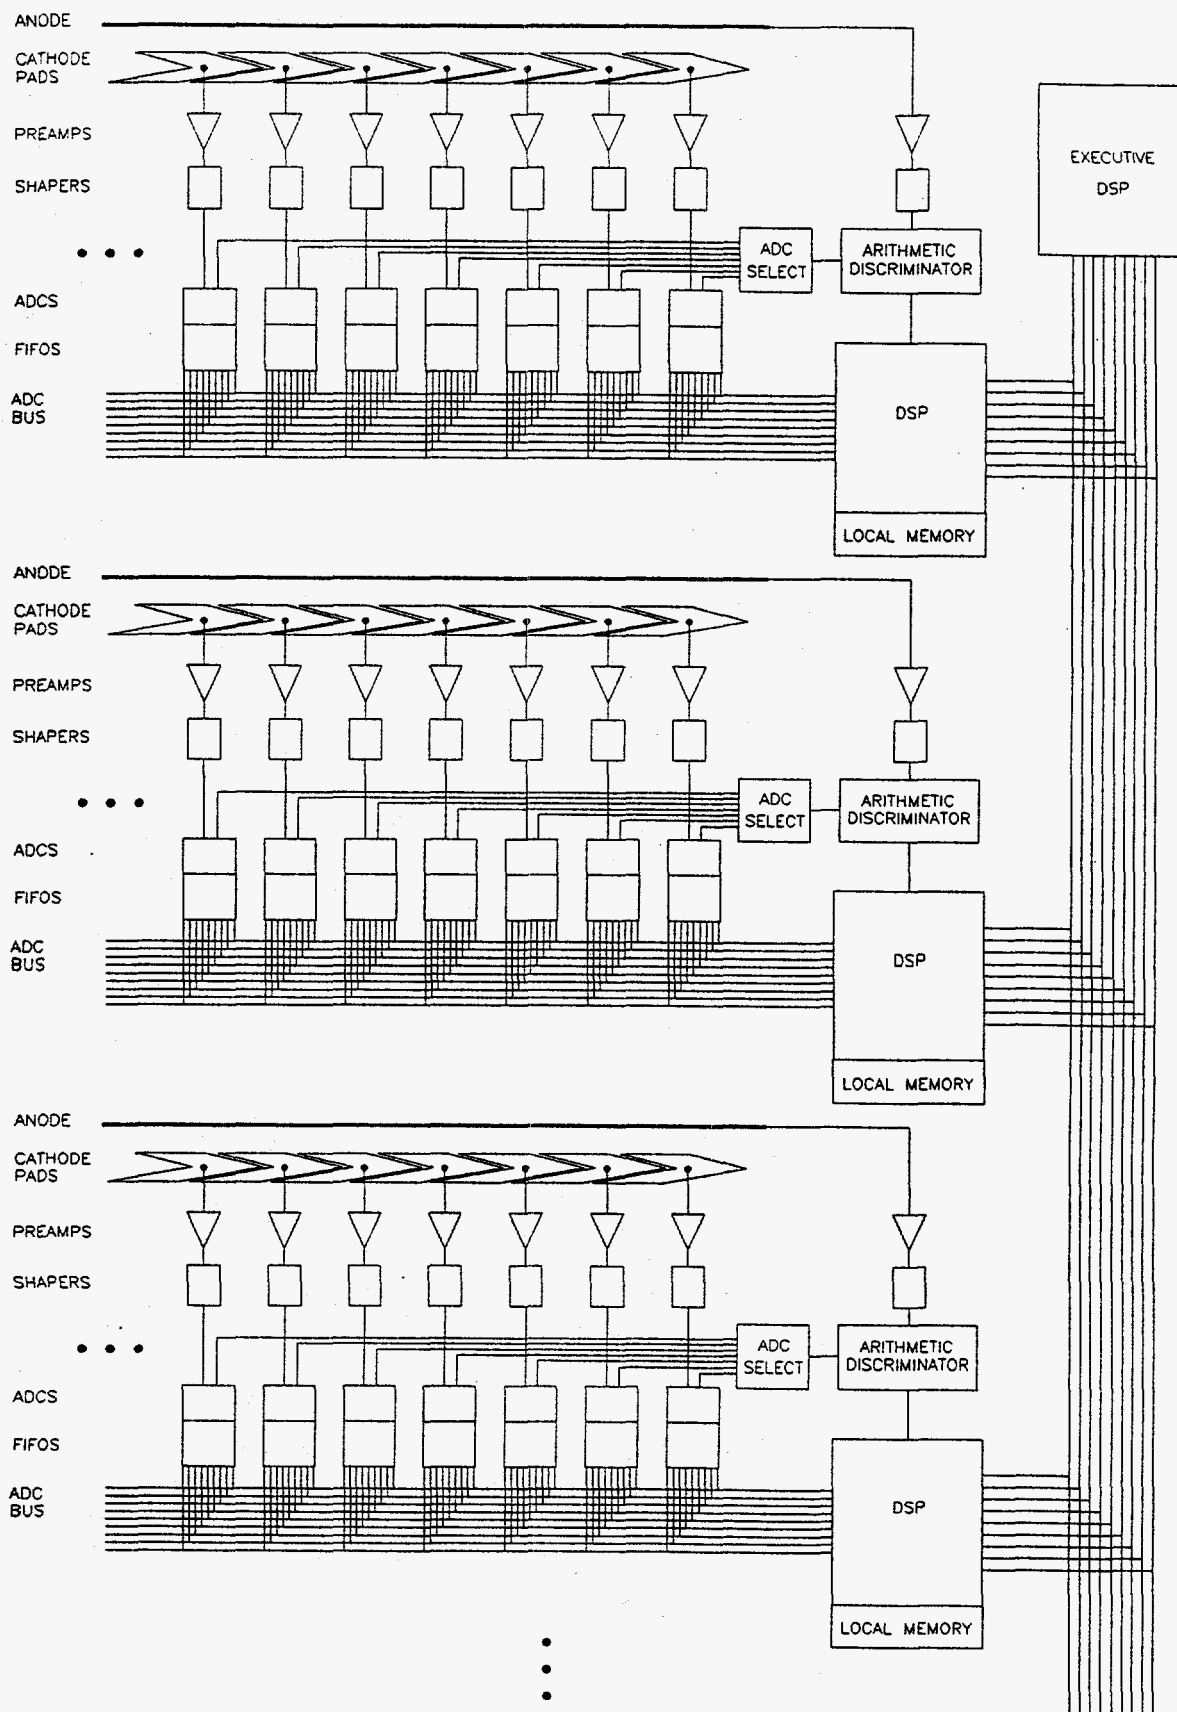 ANODE
CATHODE
PADS
PREAMPS
EXECUTIVE
DSP
SHAPERS
ADC
SELECT
ARITHMETIC
DISCRIMINATOR
ADCS
FIFOS
ADC
BUS
DSP
LOCAL MEMORY
ANODE
CATHODE
PADS
PREAMPS
SHAPERS
ADC
SELECT
ARITHMETIC
DISCRIMINATOR
ADCS
FIFOS
ADC
BUS
DSP
LOCAL MEMORY
ANODE
CATHODE
PADS
PREAMPS
SHAPERS
ADC
SELECT
ARITHMETIC
DISCRIMINATOR
ADCS
FIFOS
ADC
BUS
DSP
LOCAL MEMORY